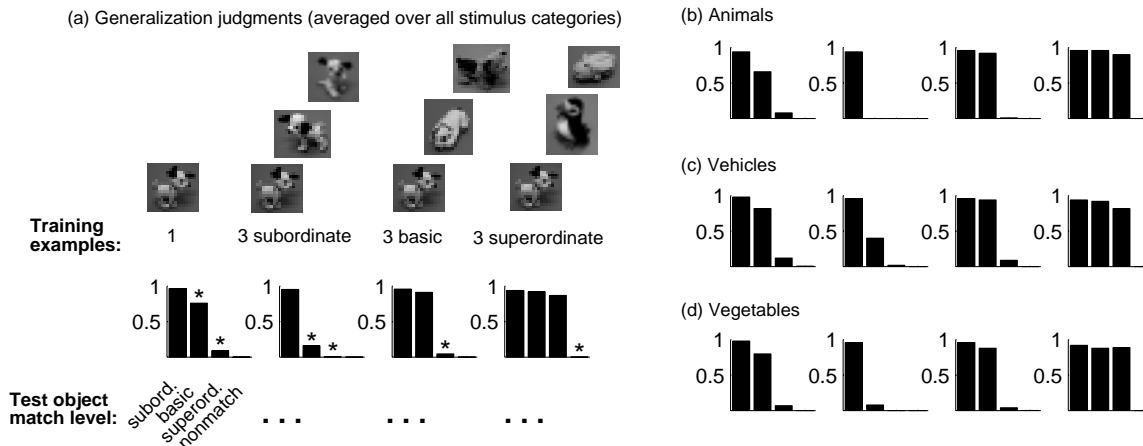 (a) Generalization judgments (averaged over all stimulus categories)
Training
examples:
1
3 subordinate
3 basic
3 superordinate
1
0.5
*
*
1
0.5
*
*
1
0.5
*
1
0.5
*
Test object
match level:
subord.
basic
superord.
nonmatch
. . .
. . .
. . .
(b) Animals
1
0.5
1
0.5
1
0.5
1
0.5
(c) Vehicles
1
0.5
1
0.5
1
0.5
1
0.5
(d) Vegetables
1
0.5
1
0.5
1
0.5
1
0.5